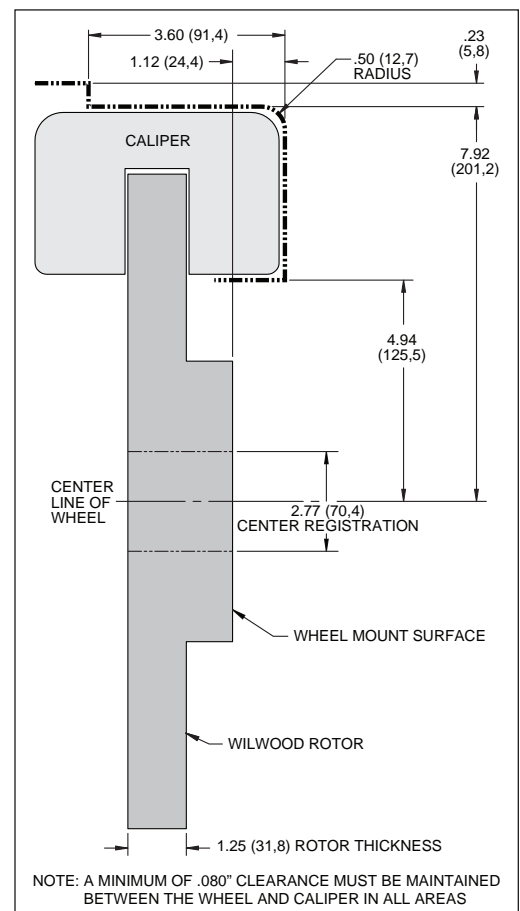 3.60 (91,4)
.23
(5,8)
1.12 (24,4)
.50 (12,7)
RADIUS
CALIPER
7.92
(201,2)
4.94
(125,5)
CENTER
LINE OF
WHEEL
2.77 (70,4)
CENTER REGISTRATION
WHEEL MOUNT SURFACE
WILWOOD ROTOR
1.25 (31,8) ROTOR THICKNESS
NOTE: A MINIMUM OF .080” CLEARANCE MUST BE MAINTAINED
BETWEEN THE WHEEL AND CALIPER IN ALL AREAS